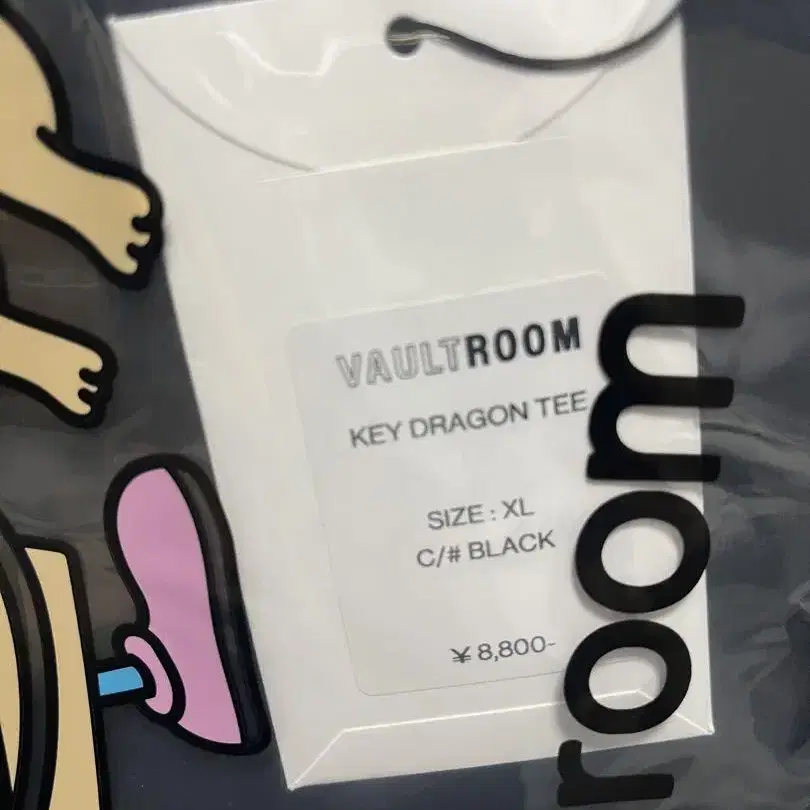 VAULTROOM
KEY DRAGON TEE
SIZE : XL
C/# BLACK
¥ 8,800-
room